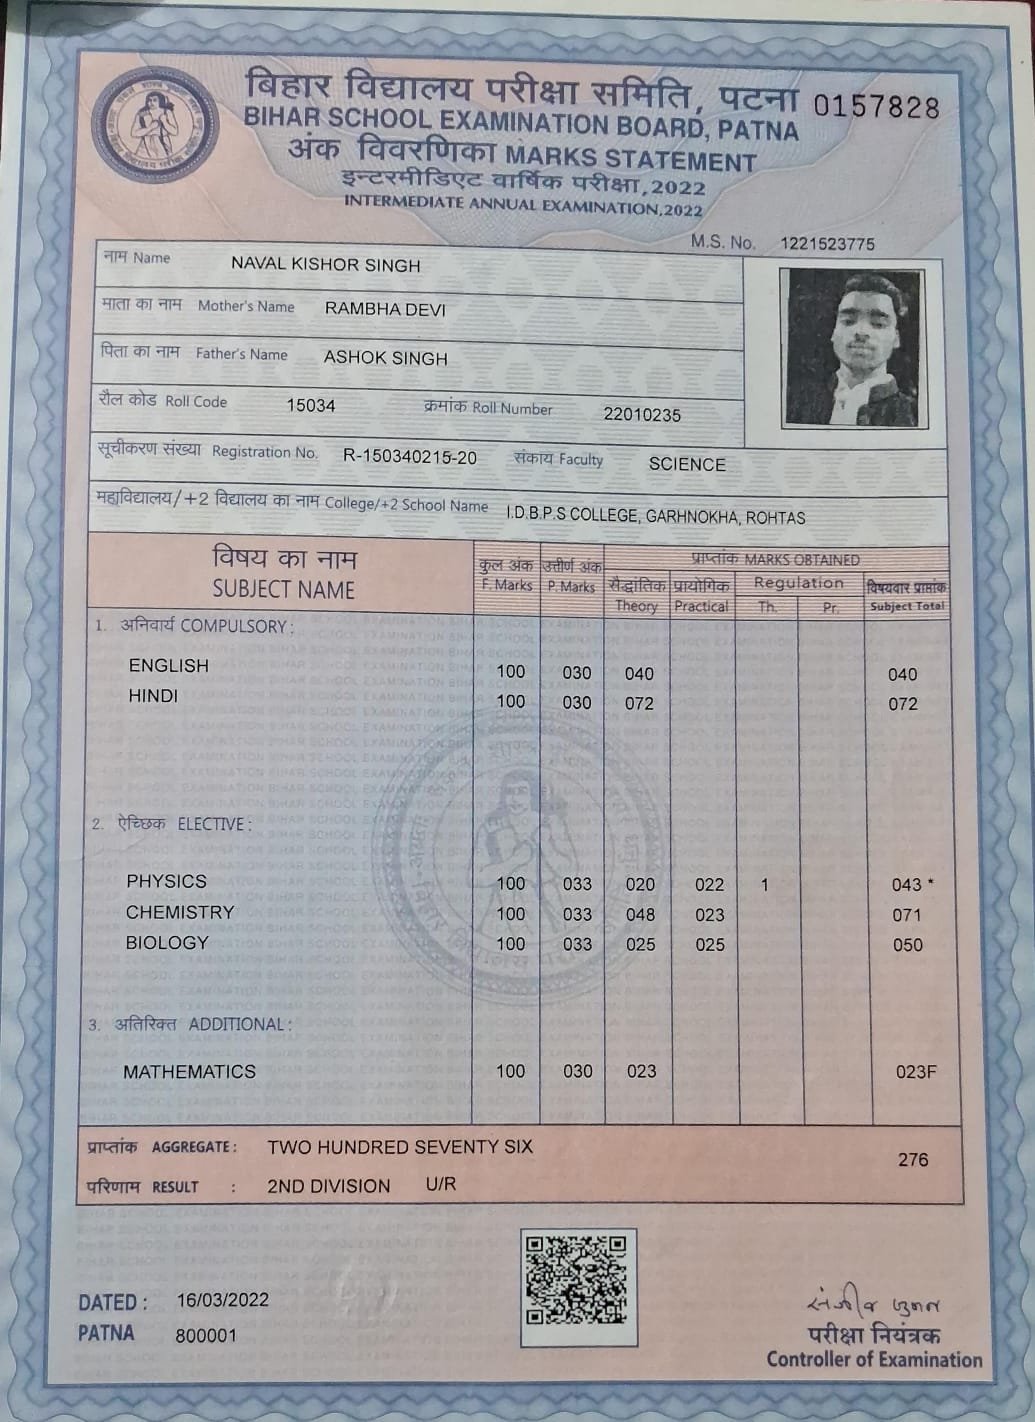 बिहार विद्यालय परीक्षा समिति, पटना 0157828
BIHAR SCHOOL EXAMINATION BOARD, PATNA
अंक विवरणिका MARKS STATEMENT
इन्टरमीडिएट वार्षिक परीक्षा, 2022
INTERMEDIATE ANNUAL EXAMINATION, 2022
M.S. No. 1221523775
नाम Name NAVAL KISHOR SINGH
माता का नाम Mother's Name RAMBHA DEVI
पिता का नाम Father's Name ASHOK SINGH
रौल कोड Roll Code 15034 क्रमांक Roll Number 22010235
सूचीकरण संख्या Registration No. R-150340215-20 संकाय Faculty SCIENCE
महाविद्यालय/+2 विद्यालय का नाम College/+2 School Name I.D.B.P.S COLLEGE, GARHNOKHA, ROHTAS
विषय का नाम कुल अंक उत्तीर्ण अंक प्राप्तांक MARKS OBTAINED
SUBJECT NAME F. Marks P. Marks सैद्धांतिक प्रायोगिक Regulation विषयवार प्राप्तांक
Theory Practical Th. Pr. Subject Total
1. अनिवार्य COMPULSORY:
ENGLISH 100 030 040 040
HINDI 100 030 072 072
2. ऐच्छिक ELECTIVE:
PHYSICS 100 033 020 022 1 043 *
CHEMISTRY 100 033 048 023 071
BIOLOGY 100 033 025 025 050
3. अतिरिक्त ADDITIONAL:
MATHEMATICS 100 030 023 023F
प्राप्तांक AGGREGATE: TWO HUNDRED SEVENTY SIX 276
परिणाम RESULT : 2ND DIVISION U/R
DATED : 16/03/2022
PATNA 800001
परीक्षा नियंत्रक
Controller of Examination